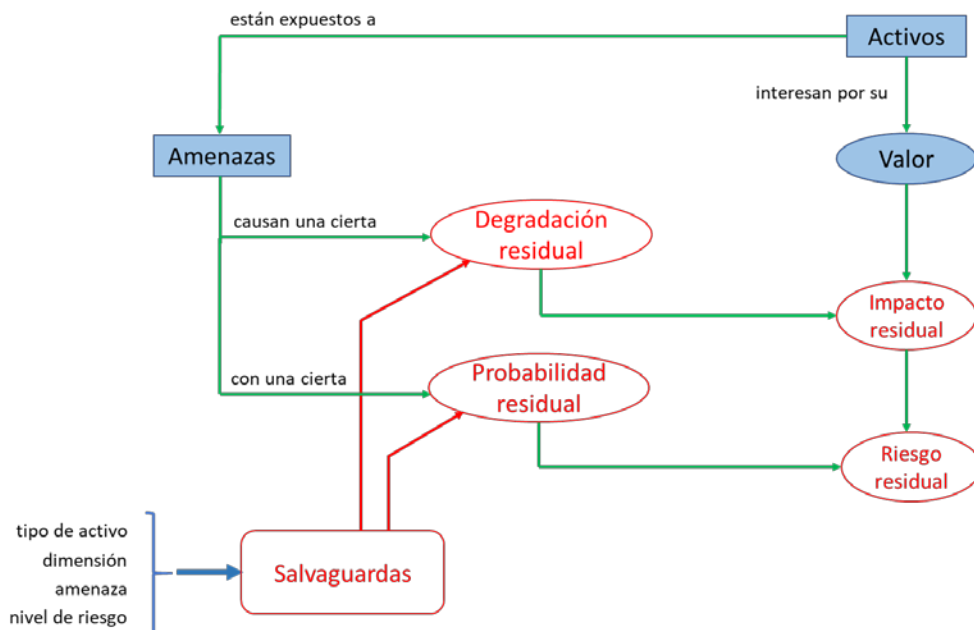 están expuestos a
Activos
interesan por su
Amenazas
Valor
causan una cierta
Degradación
residual
Impacto
residual
con una cierta
Probabilidad
residual
Riesgo
residual
tipo de activo
dimensión
amenaza
nivel de riesgo
Salvaguardas